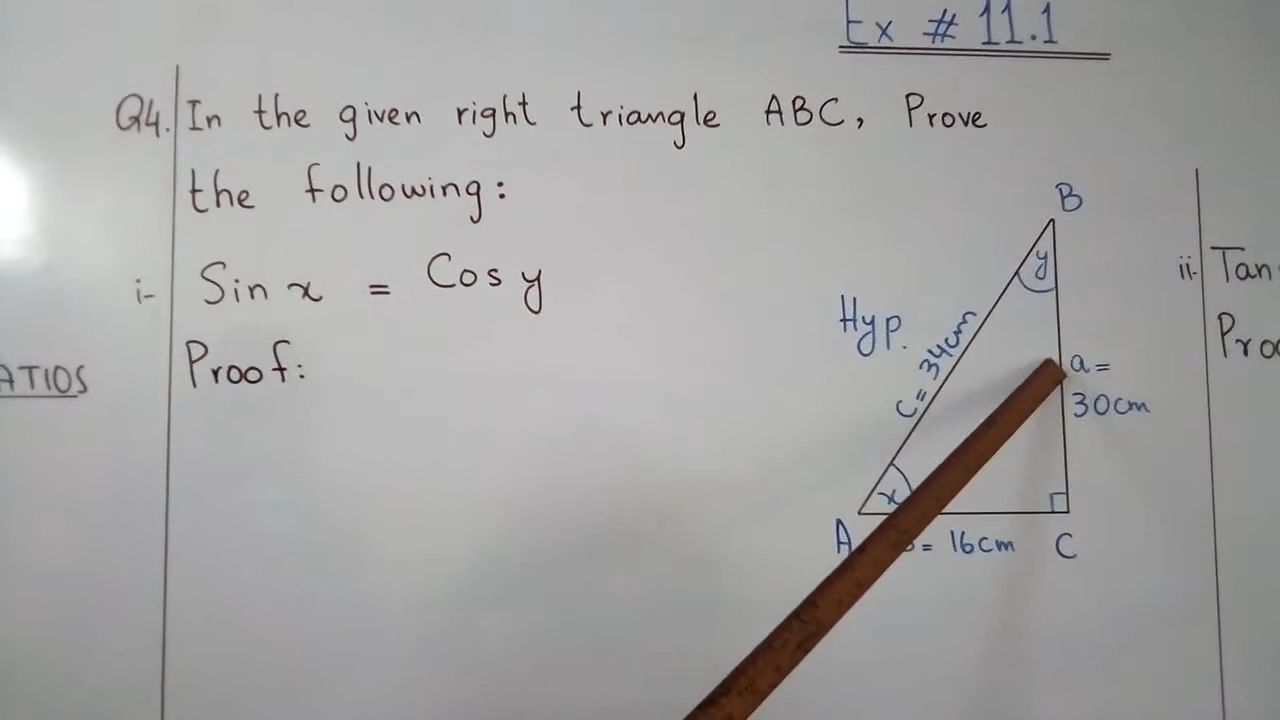 Ex # 11.1
Q4. In the given right triangle ABC, Prove
the following:
i- Sin x = Cos y
Proof:
ATIOS
B
y
Hyp.
c = 34cm
a =
30cm
x
A
= 16cm
C
ii- Tan
Pro